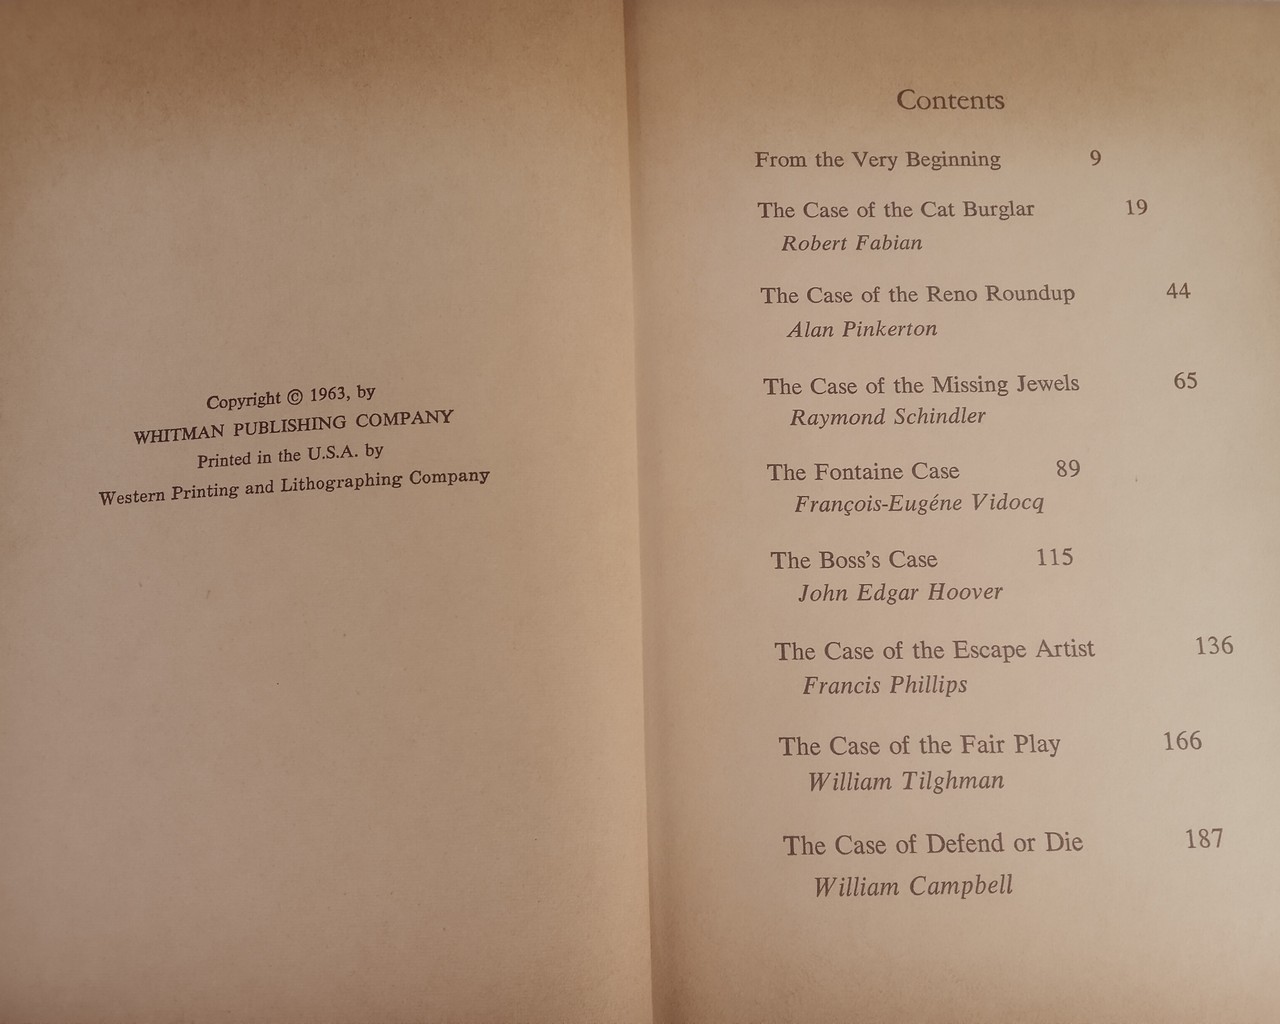 Copyright © 1963, by
WHITMAN PUBLISHING COMPANY
Printed in the U.S.A. by
Western Printing and Lithographing Company
Contents
From the Very Beginning 9
The Case of the Cat Burglar 19
Robert Fabian
The Case of the Reno Roundup 44
Alan Pinkerton
The Case of the Missing Jewels 65
Raymond Schindler
The Fontaine Case 89
François-Eugéne Vidocq
The Boss's Case 115
John Edgar Hoover
The Case of the Escape Artist 136
Francis Phillips
The Case of the Fair Play 166
William Tilghman
The Case of Defend or Die 187
William Campbell